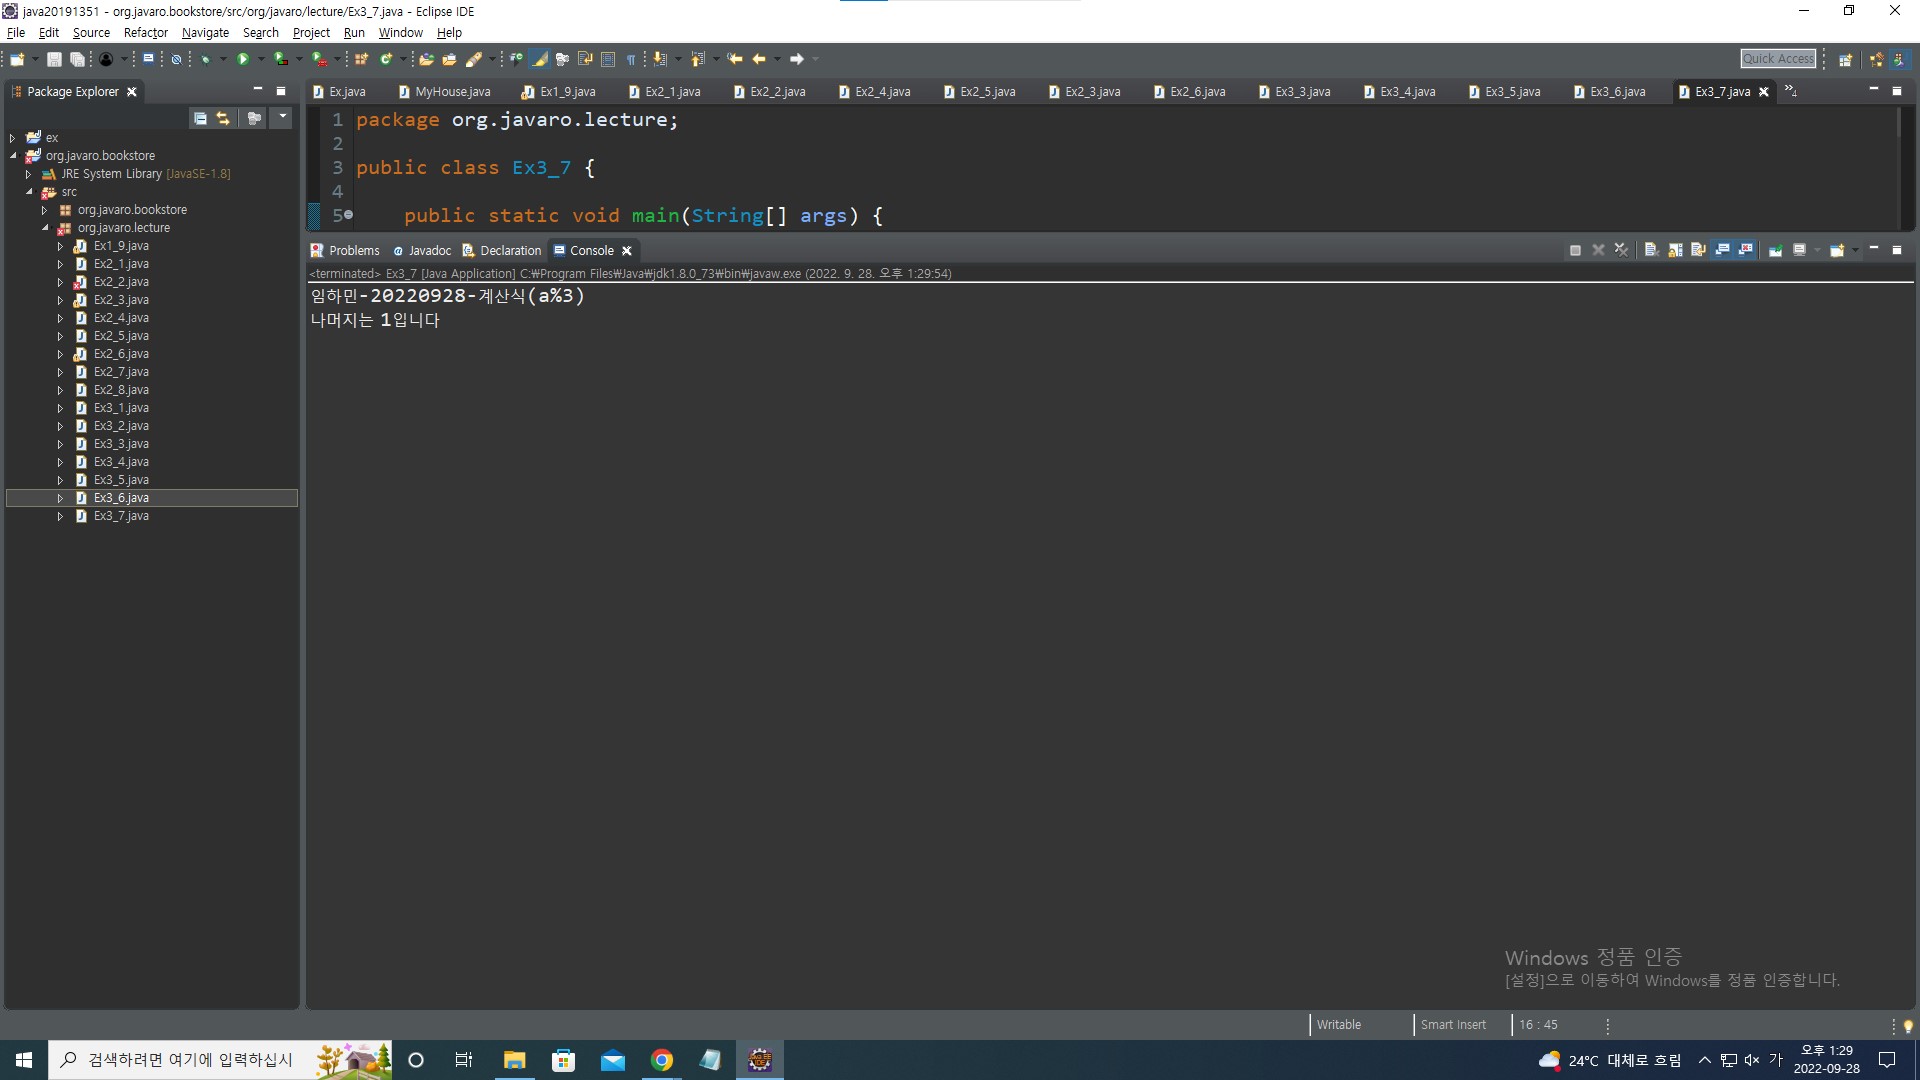 java20191351 - org.javaro.bookstore/src/org/javaro/lecture/Ex3_7.java - Eclipse IDE
File Edit Source Refactor Navigate Search Project Run Window Help
Quick Access
Package Explorer
Ex.java MyHouse.java Ex1_9.java Ex2_1.java Ex2_2.java Ex2_4.java Ex2_5.java Ex2_3.java Ex2_6.java Ex3_3.java Ex3_4.java Ex3_5.java Ex3_6.java Ex3_7.java »4
ex
org.javaro.bookstore
JRE System Library [JavaSE-1.8]
src
org.javaro.bookstore
org.javaro.lecture
Ex1_9.java
Ex2_1.java
Ex2_2.java
Ex2_3.java
Ex2_4.java
Ex2_5.java
Ex2_6.java
Ex2_7.java
Ex2_8.java
Ex3_1.java
Ex3_2.java
Ex3_3.java
Ex3_4.java
Ex3_5.java
Ex3_6.java
Ex3_7.java
1 package org.javaro.lecture;
2
3 public class Ex3_7 {
4
5 public static void main(String[] args) {
Problems Javadoc Declaration Console
<terminated> Ex3_7 [Java Application] C:₩Program Files₩Java₩jdk1.8.0_73₩bin₩javaw.exe (2022. 9. 28. 오후 1:29:54)
임하민-20220928-계산식(a%3)
나머지는 1입니다
Windows 정품 인증
[설정]으로 이동하여 Windows를 정품 인증합니다.
Writable Smart Insert 16 : 45
검색하려면 여기에 입력하십시
24°C 대체로 흐림 가 오후 1:29
2022-09-28